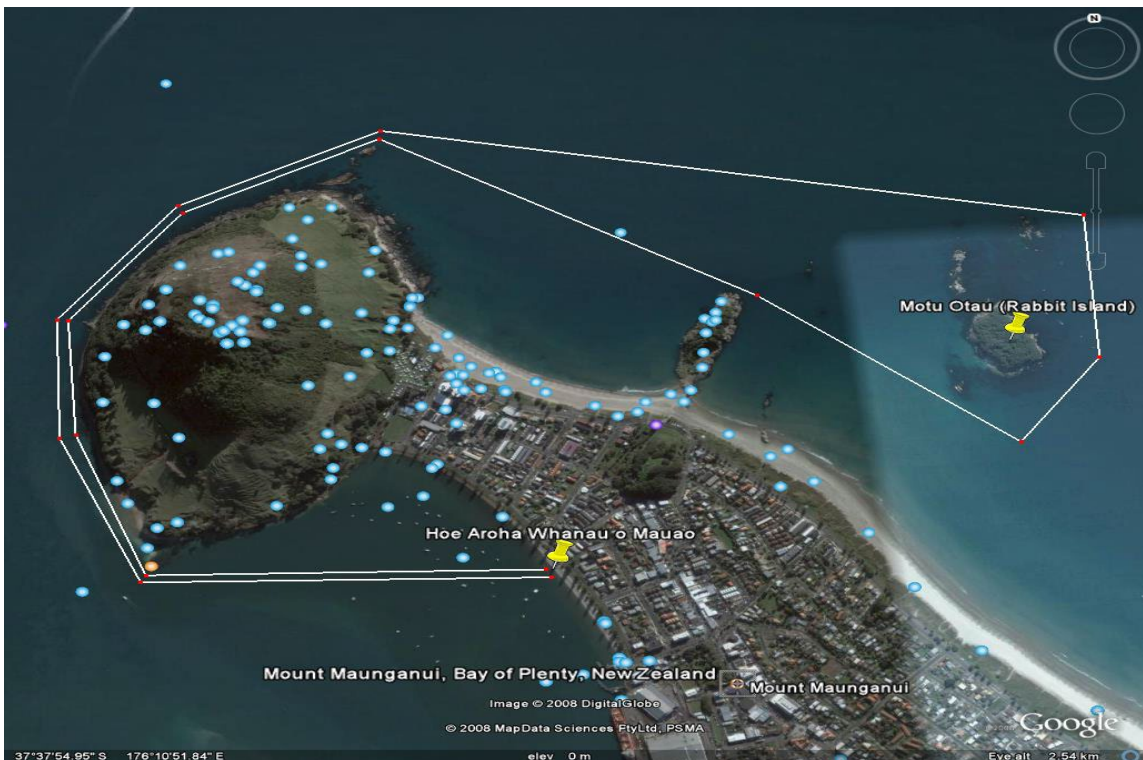 N
Motu Otau (Rabbit Island)
Hoe Aroha Whanau o Mauao
Mount Maunganui, Bay of Plenty, New Zealand
Mount Maunganui
Image © 2008 DigitalGlobe
© 2008 MapData Sciences PtyLtd, PSMA
Google
37°37'54.95" S 176°10'51.84" E elev 0 m Eye alt 2.54 km